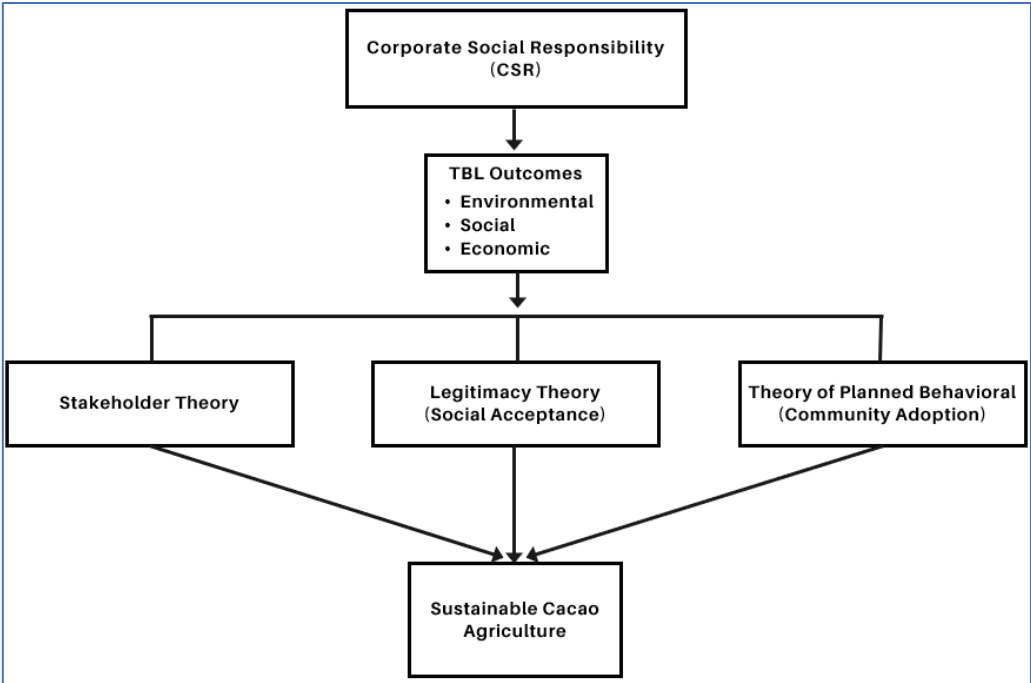 Corporate Social Responsibility
(CSR)
TBL Outcomes
• Environmental
• Social
• Economic
Stakeholder Theory
Legitimacy Theory
(Social Acceptance)
Theory of Planned Behavioral
(Community Adoption)
Sustainable Cacao
Agriculture